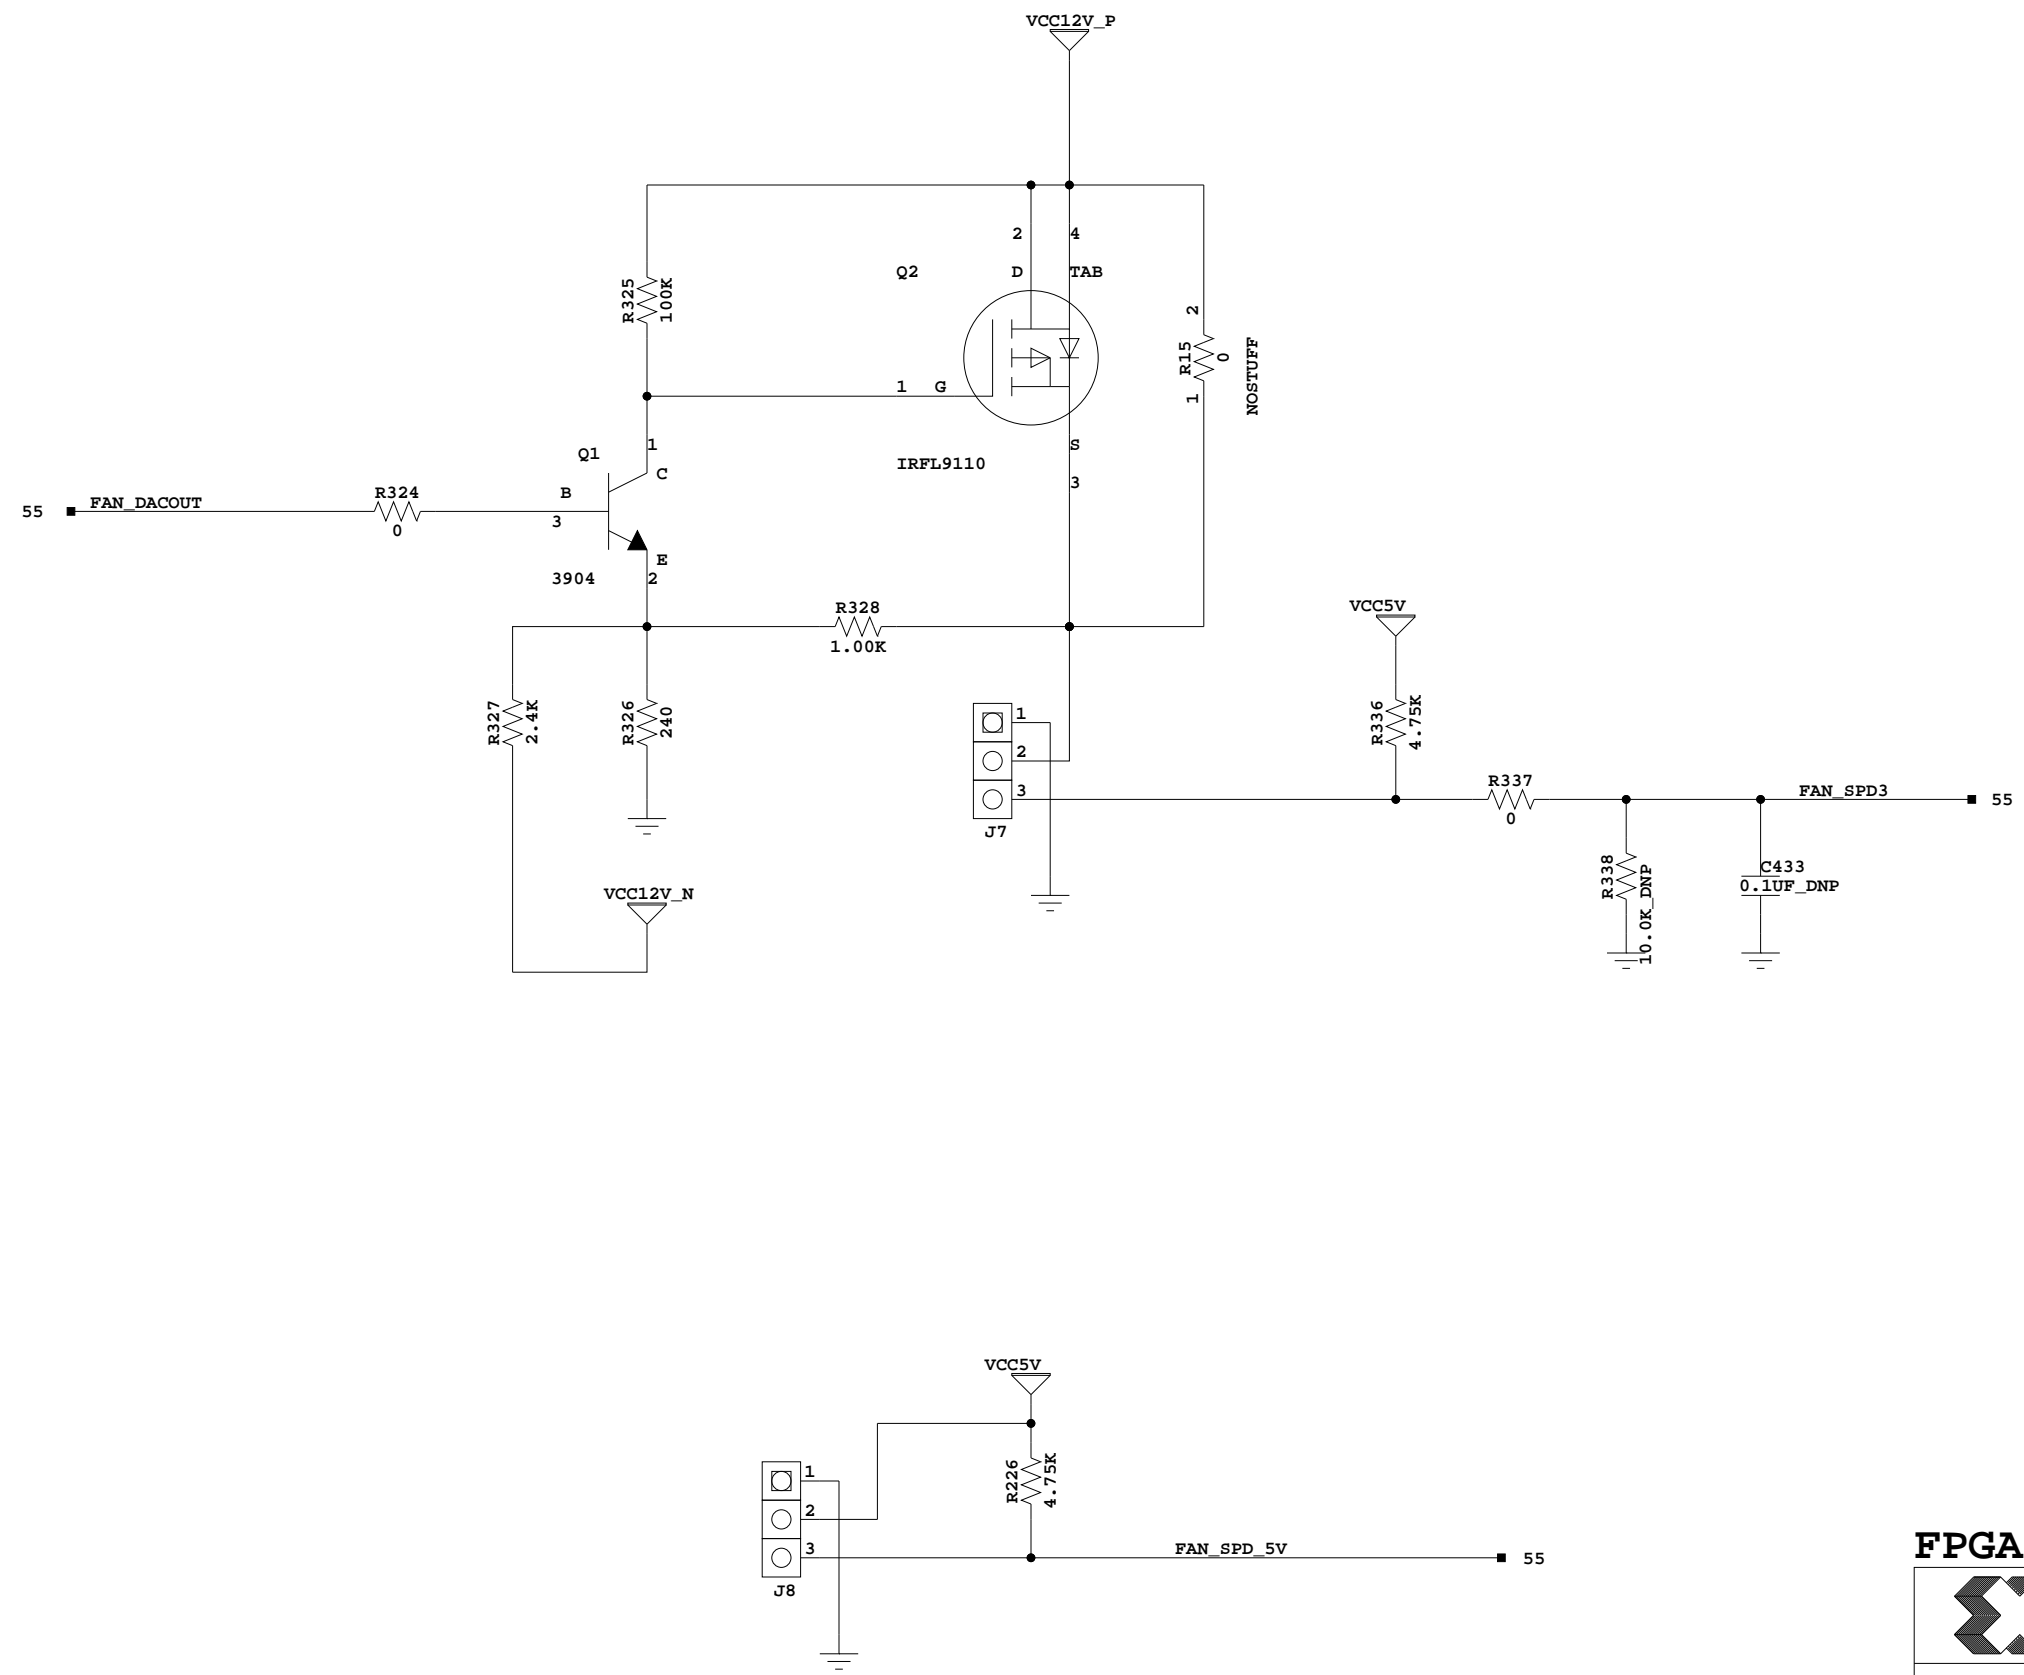 VCC12V_P
2
4
Q2
D
TAB
R325
100K
2
R15
0
NOSTUFF
1
1 G
1
S
Q1
C
IRFL9110
3
B
R324
FAN_DACOUT
55
3
0
E
3904
2
R328
1.00K
VCC5V
R327
2.4K
R326
240
1
R336
4.75K
2
3
J7
R337
0
FAN_SPD3
55
R338
10.0K_DNP
C433
0.1UF_DNP
VCC12V_N
VCC5V
1
R226
4.75K
2
3
J8
FAN_SPD_5V
55
FPGA